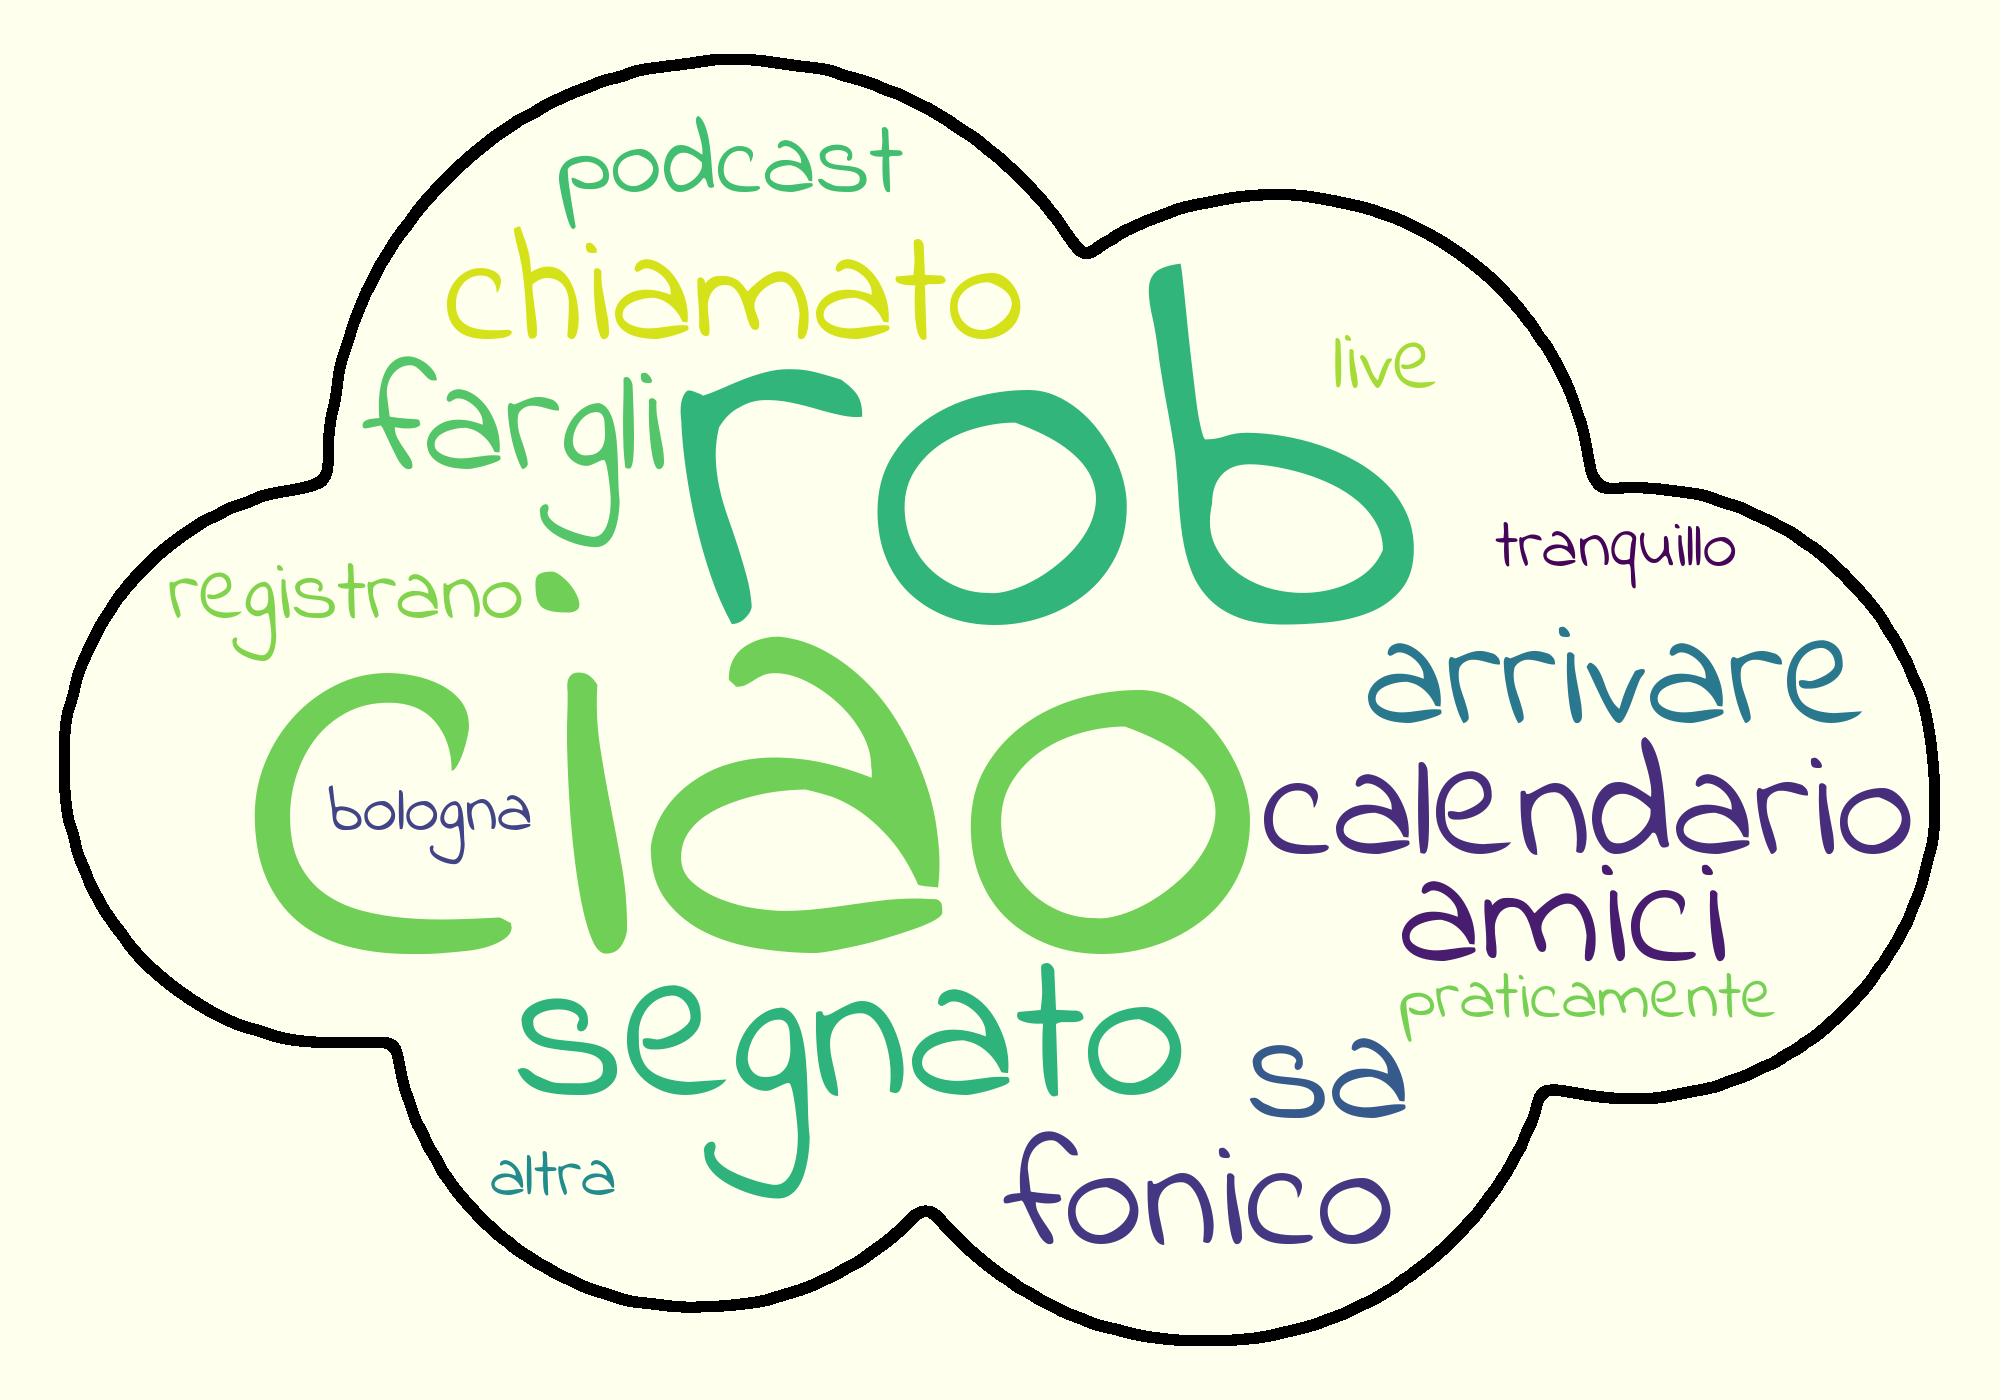 podcast
chiamato
live
fargli
rob
tranquillo
registrano
arrivare
ciao
bologna
calendario
amici
praticamente
segnato
sa
altra
fonico